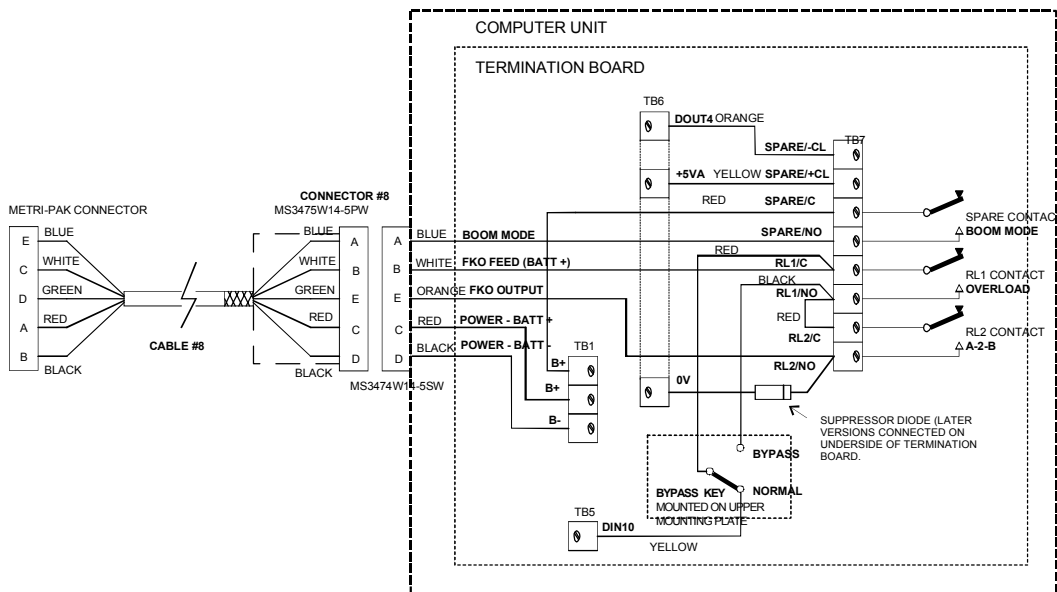 COMPUTER UNIT
TERMINATION BOARD
TB6
DOUT4 ORANGE
TB7
SPARE/-CL
+5VA YELLOW SPARE/+CL
RED SPARE/C
SPARE/NO
SPARE CONTAC
BOOM MODE
RED
RL1/C
BLACK
RL1/NO
RL1 CONTACT
OVERLOAD
RED
RL2/C
RL2 CONTACT
A-2-B
RL2/NO
0V
SUPPRESSOR DIODE (LATER
VERSIONS CONNECTED ON
UNDERSIDE OF TERMINATION
BOARD.
METRI-PAK CONNECTOR
E BLUE
C WHITE
D GREEN
A RED
B BLACK
CABLE #8
CONNECTOR #8
MS3475W14-5PW
BLUE A
WHITE B
GREEN E
RED C
BLACK D
MS3474W14-5SW
A BLUE BOOM MODE
B WHITE FKO FEED (BATT +)
E ORANGE FKO OUTPUT
C RED POWER - BATT +
D BLACK POWER - BATT -
TB1
B+
B+
B-
BYPASS
NORMAL
BYPASS KEY
MOUNTED ON UPPER
MOUNTING PLATE
TB5
DIN10
YELLOW